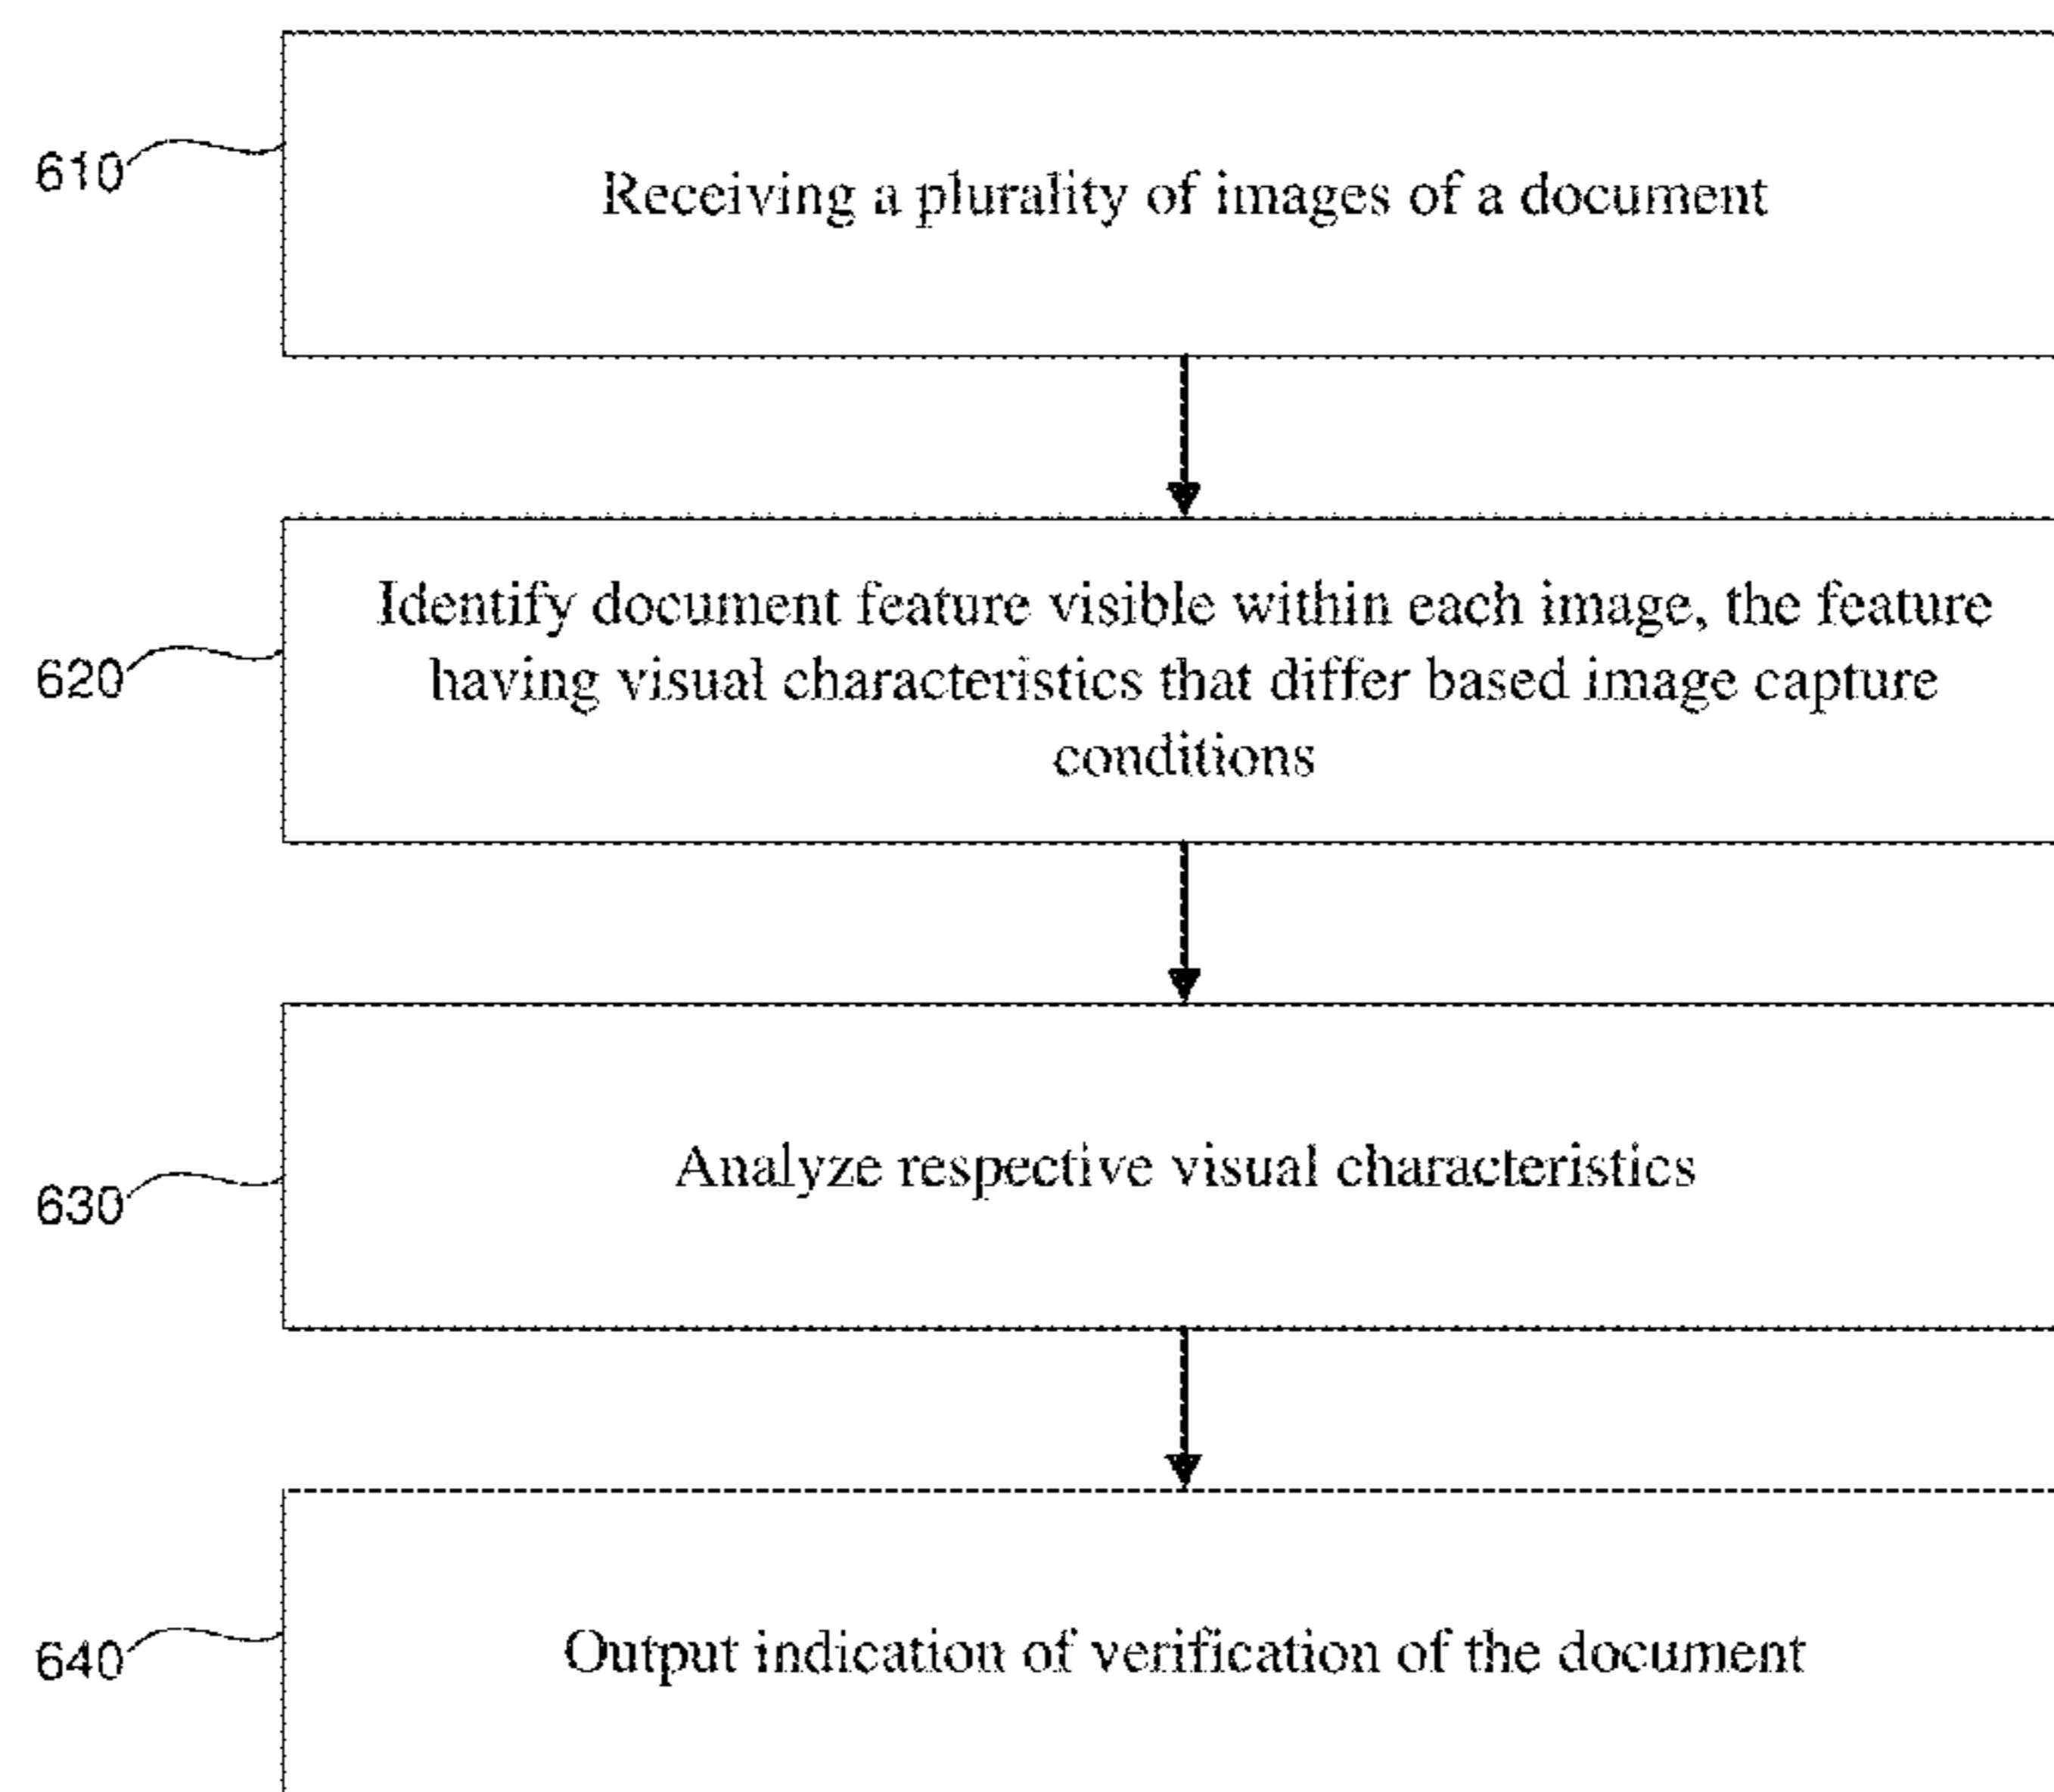 610
Receiving a plurality of images of a document
620
Identify document feature visible within each image, the feature
having visual characteristics that differ based image capture
conditions
630
Analyze respective visual characteristics
640
Output indication of verification of the document